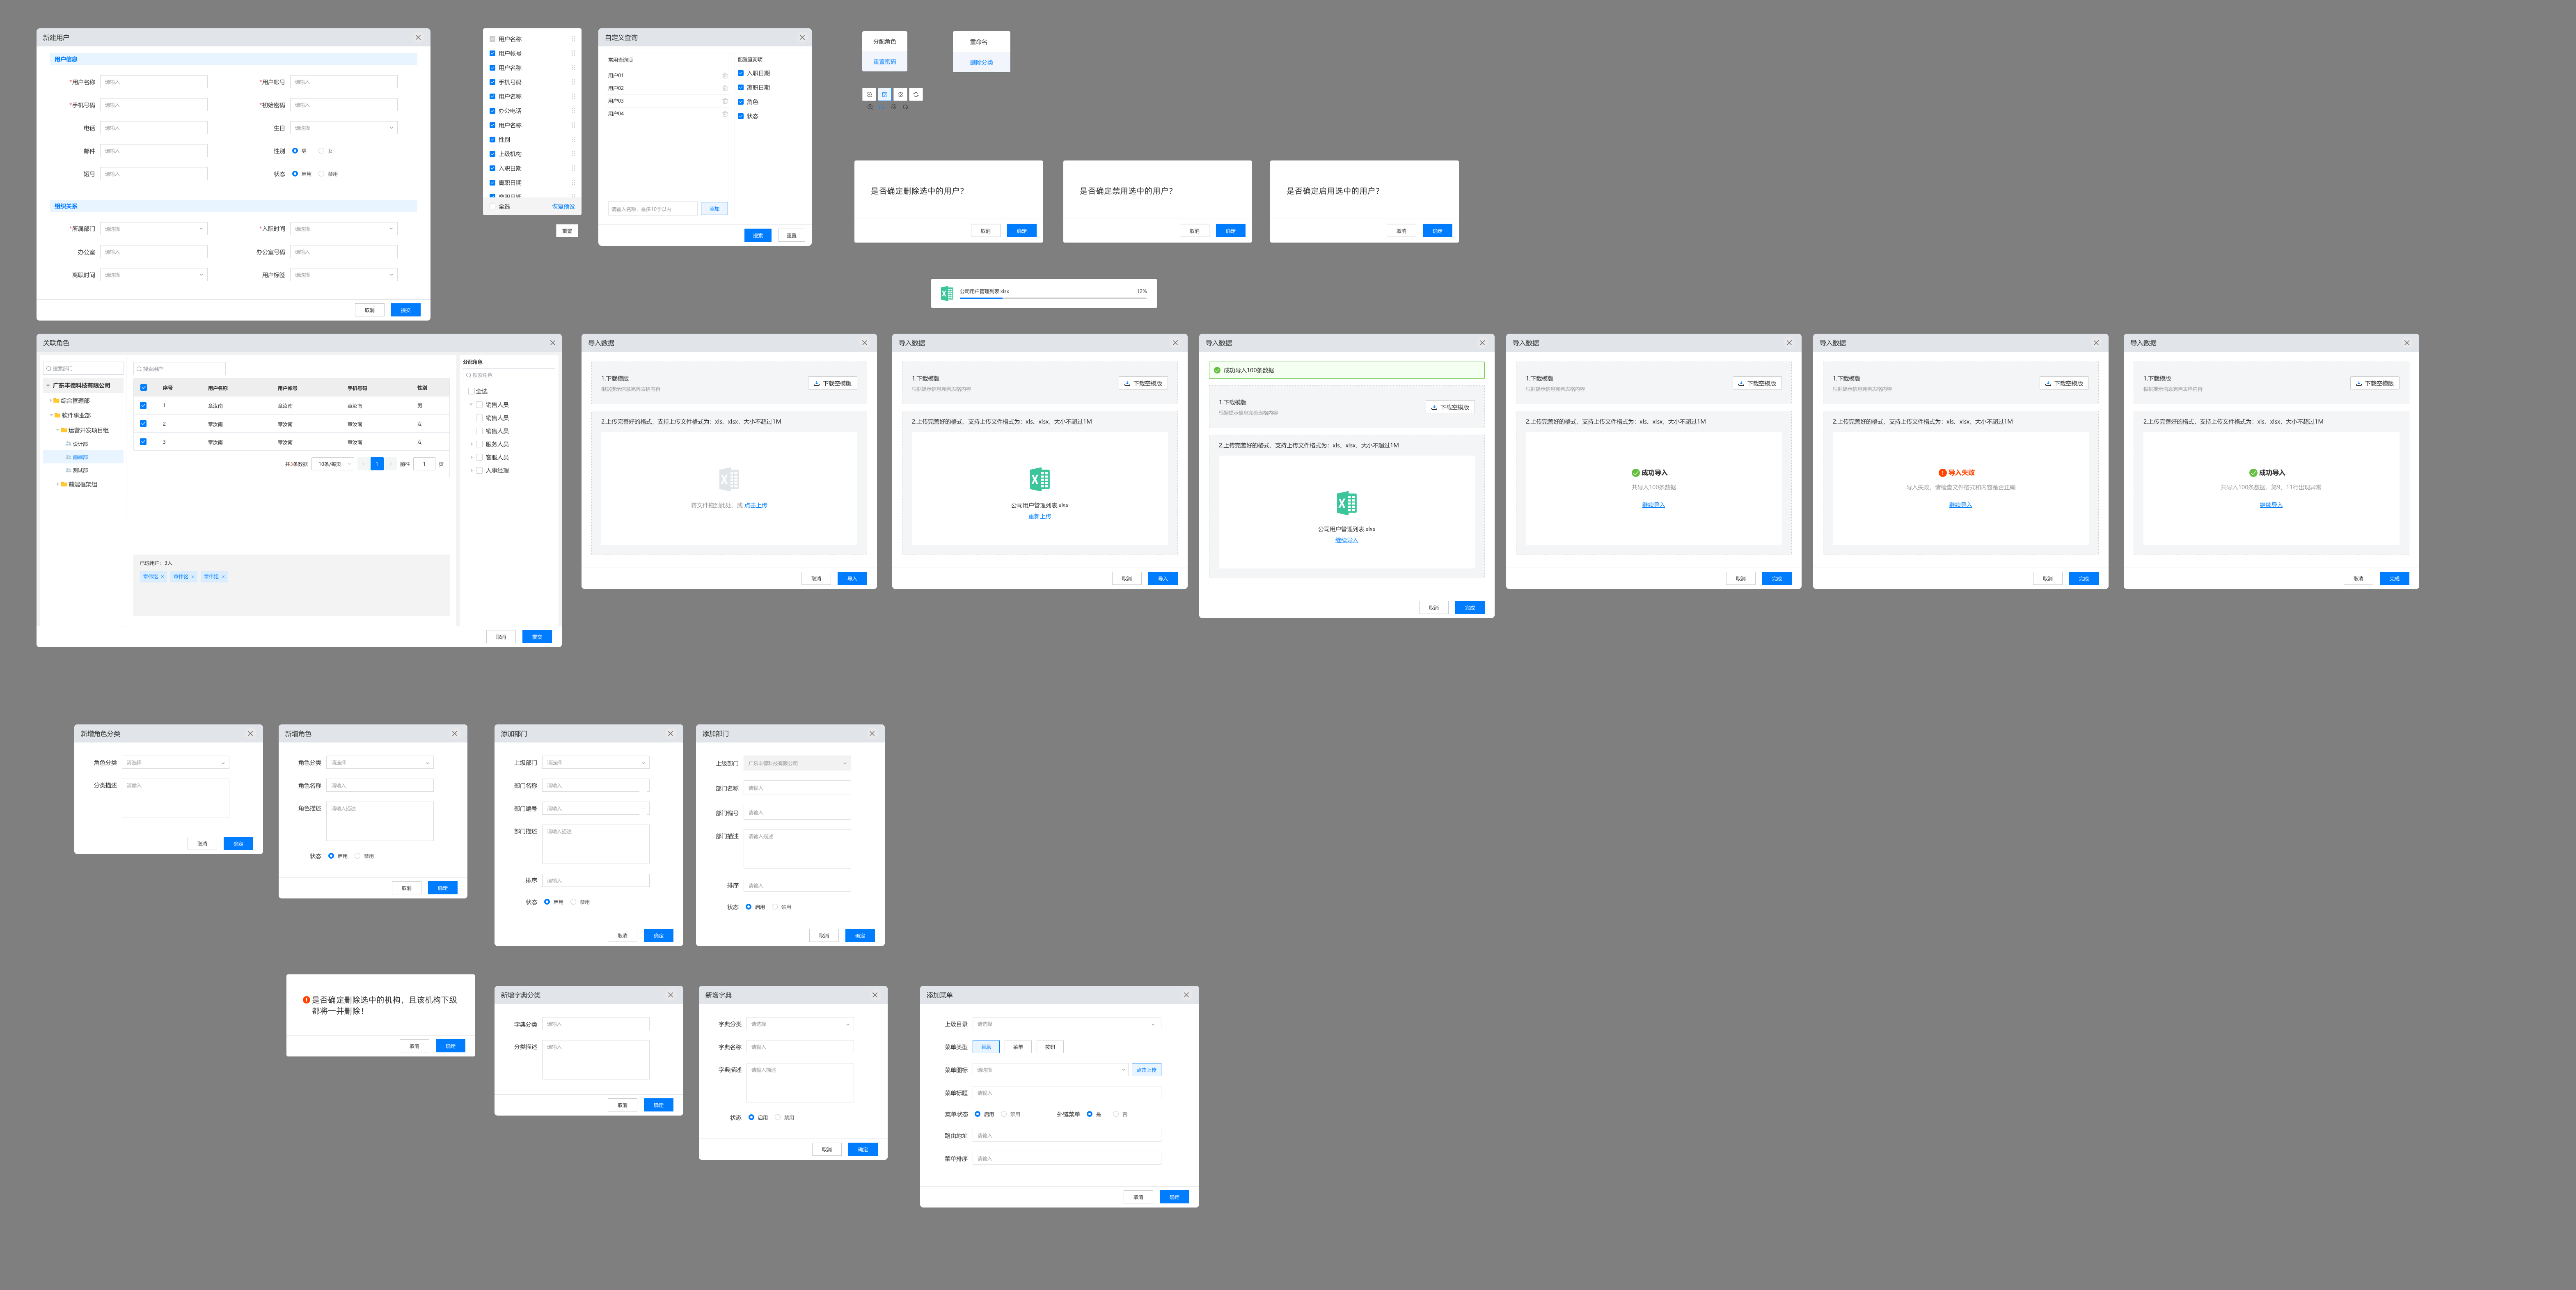 新建用户
用户信息
*用户名称 请输入 *用户帐号 请输入
*手机号码 请输入 *初始密码 请输入
电话 请输入 生日 请选择
邮件 请输入 性别 男 女
短号 请输入 状态 启用 禁用
组织关系
*所属部门 请选择 *入职时间 请选择
办公室 请输入 办公室号码 请输入
离职时间 请选择 用户标签 请选择
取消 提交
用户名称
用户帐号
用户名称
手机号码
用户名称
办公电话
用户名称
性别
上级机构
入职日期
离职日期
离职日期
全选 恢复预设
重置
自定义查询
常用查询项 配置查询项
用户01
用户02
用户03
用户04
入职日期
离职日期
角色
状态
请输入名称，最多10字以内 添加
搜索 重置
分配角色
重置密码
重命名
删除分类
是否确定删除选中的用户？
取消 确定
是否确定禁用选中的用户？
取消 确定
是否确定启用选中的用户？
取消 确定
公司用户管理列表.xlsx 12%
关联角色
搜索部门
广东丰德科技有限公司
综合管理部
软件事业部
运营开发项目组
设计部
前端部
测试部
前端框架组
搜索用户
序号 用户名称 用户帐号 手机号码 性别
1 章汝南 章汝南 章汝南 男
2 章汝南 章汝南 章汝南 女
3 章汝南 章汝南 章汝南 女
共3条数据 10条/每页 1 前往 1 页
已选用户：3人
章伟铭 × 章伟铭 × 章伟铭 ×
分配角色
搜索角色
全选
销售人员
销售人员
销售人员
服务人员
客服人员
人事经理
取消 提交
导入数据
1.下载模版
根据提示信息完善表格内容
下载空模版
2.上传完善好的格式，支持上传文件格式为：xls、xlsx，大小不超过1M
将文件拖到此处，或 点击上传
取消 导入
导入数据
1.下载模版
根据提示信息完善表格内容
下载空模版
2.上传完善好的格式，支持上传文件格式为：xls、xlsx，大小不超过1M
公司用户管理列表.xlsx
重新上传
取消 导入
导入数据
成功导入100条数据
1.下载模版
根据提示信息完善表格内容
下载空模版
2.上传完善好的格式，支持上传文件格式为：xls、xlsx，大小不超过1M
公司用户管理列表.xlsx
继续导入
取消 完成
导入数据
1.下载模版
根据提示信息完善表格内容
下载空模版
2.上传完善好的格式，支持上传文件格式为：xls、xlsx，大小不超过1M
成功导入
共导入100条数据
继续导入
取消 完成
导入数据
1.下载模版
根据提示信息完善表格内容
下载空模版
2.上传完善好的格式，支持上传文件格式为：xls、xlsx，大小不超过1M
导入失败
导入失败，请检查文件格式和内容是否正确
继续导入
取消 完成
导入数据
1.下载模版
根据提示信息完善表格内容
下载空模版
2.上传完善好的格式，支持上传文件格式为：xls、xlsx，大小不超过1M
成功导入
共导入100条数据，第9，11行出现异常
继续导入
取消 完成
新增角色分类
角色分类 请选择
分类描述 请输入
取消 确定
新增角色
角色分类 请选择
角色名称 请输入
角色描述 请输入描述
状态 启用 禁用
取消 确定
添加部门
上级部门 请选择
部门名称 请输入
部门编号 请输入
部门描述 请输入描述
排序 请输入
状态 启用 禁用
取消 确定
添加部门
上级部门 广东丰德科技有限公司
部门名称 请输入
部门编号 请输入
部门描述 请输入描述
排序 请输入
状态 启用 禁用
取消 确定
是否确定删除选中的机构，且该机构下级
都将一并删除！
取消 确定
新增字典分类
字典分类 请输入
分类描述 请输入
取消 确定
新增字典
字典分类 请选择
字典名称 请输入
字典描述 请输入描述
状态 启用 禁用
取消 确定
添加菜单
上级目录 请选择
菜单类型 目录 菜单 按钮
菜单图标 请选择 点击上传
菜单标题 请输入
菜单状态 启用 禁用 外链菜单 是 否
路由地址 请输入
菜单排序 请输入
取消 确定